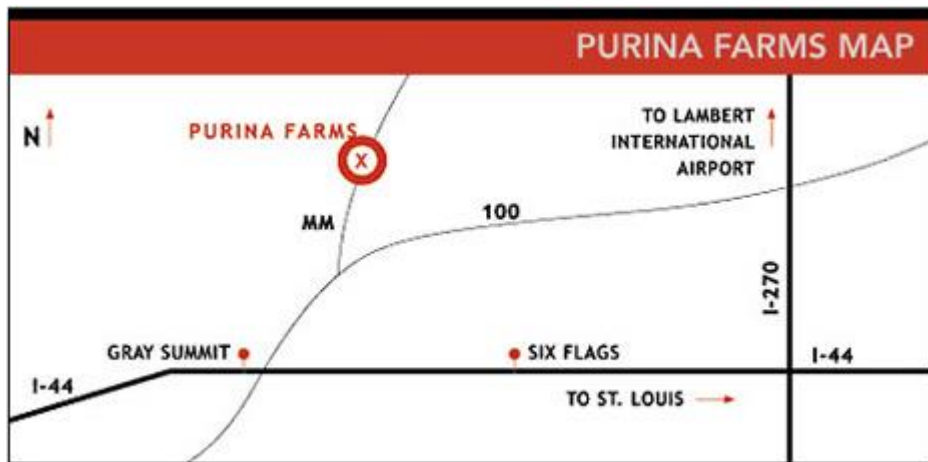 PURINA FARMS MAP
N
PURINA FARMS
X
TO LAMBERT
INTERNATIONAL
AIRPORT
MM
100
I-270
GRAY SUMMIT
SIX FLAGS
I-44
I-44
TO ST. LOUIS